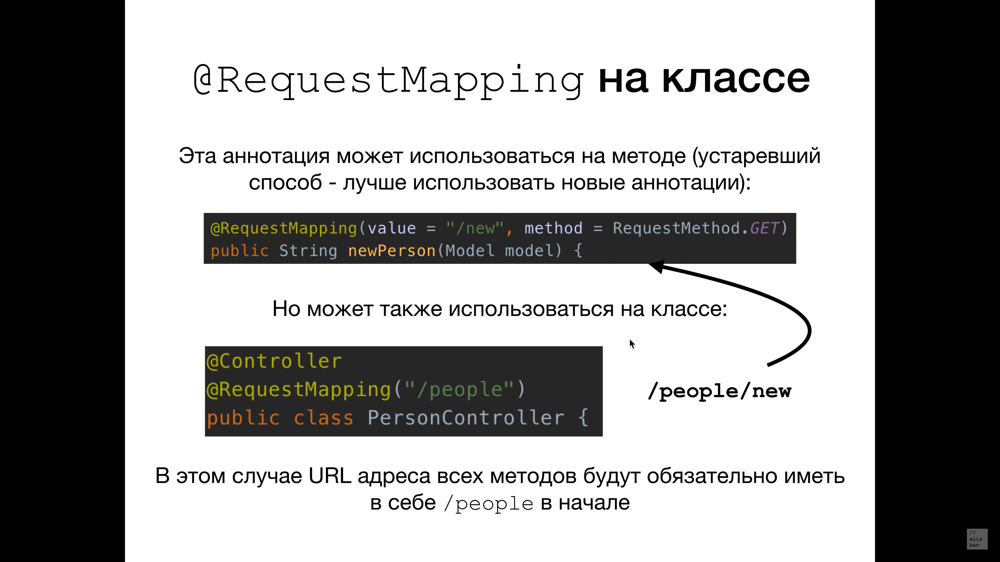 @RequestMapping на классе
Эта аннотация может использоваться на методе (устаревший
способ - лучше использовать новые аннотации):
@RequestMapping(value = "/new", method = RequestMethod.GET)
public String newPerson(Model model) {
Но может также использоваться на классе:
@Controller
@RequestMapping("/people")
public class PersonController {
/people/new
В этом случае URL адреса всех методов будут обязательно иметь
в себе /people в начале
//
alis
hev